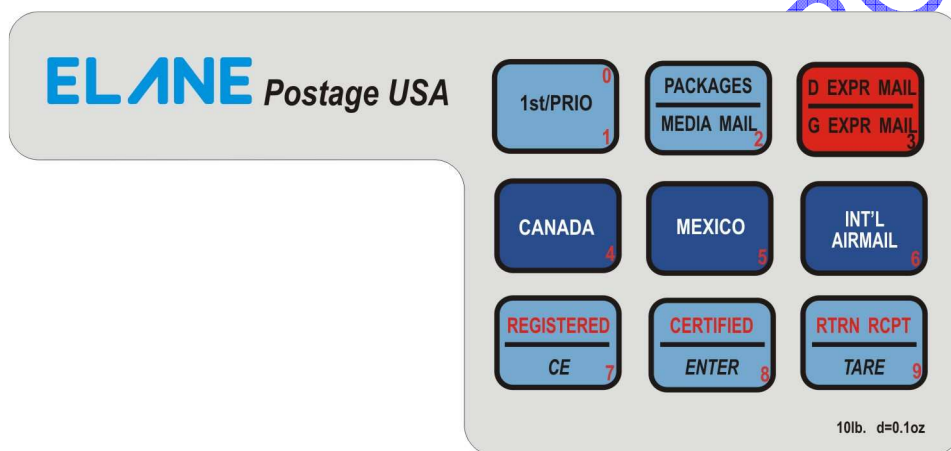 ELANE Postage USA
0
1st/PRIO
1
PACKAGES
MEDIA MAIL
2
D EXPR MAIL
G EXPR MAIL
3
CANADA
4
MEXICO
5
INT'L
AIRMAIL
6
REGISTERED
CE 7
CERTIFIED
ENTER 8
RTRN RCPT
TARE 9
10lb. d=0.1oz